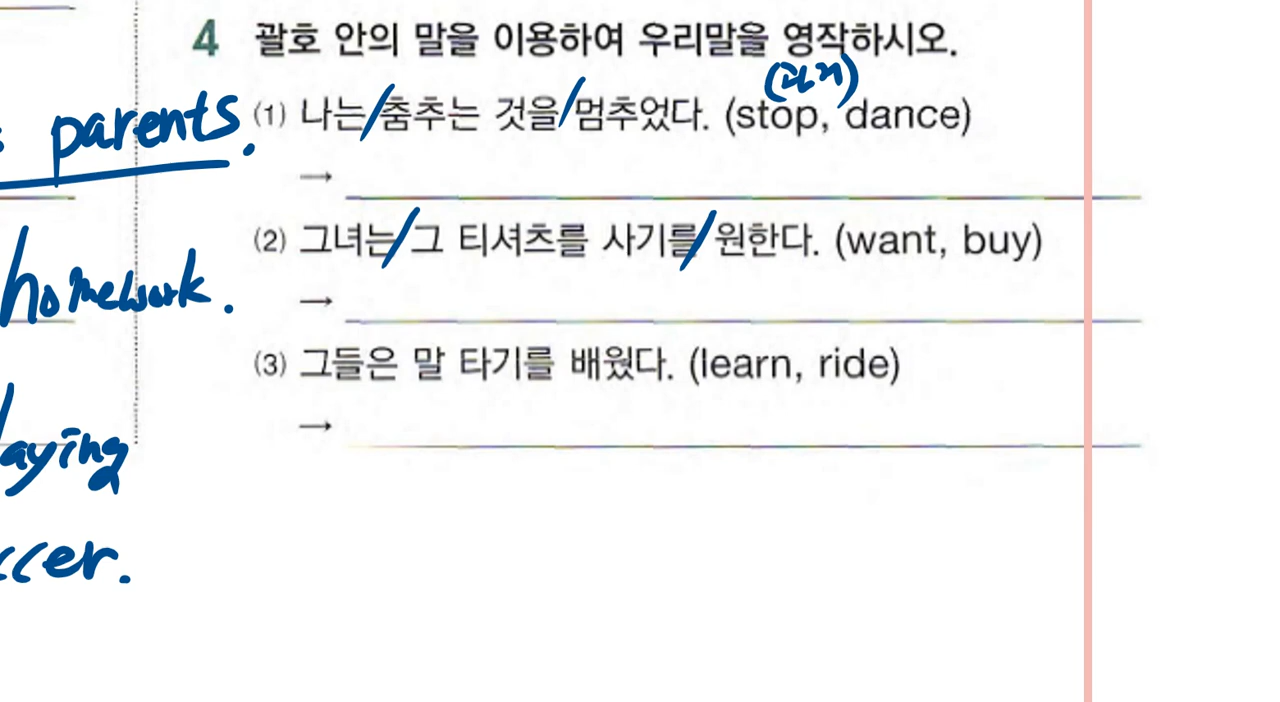 4 괄호 안의 말을 이용하여 우리말을 영작하시오.
(과거)
parents.
(1) 나는/춤추는 것을/멈추었다. (stop, dance)
→
(2) 그녀는/그 티셔츠를 사기를/원한다. (want, buy)
homework.
→
(3) 그들은 말 타기를 배웠다. (learn, ride)
→
aying
ccer.